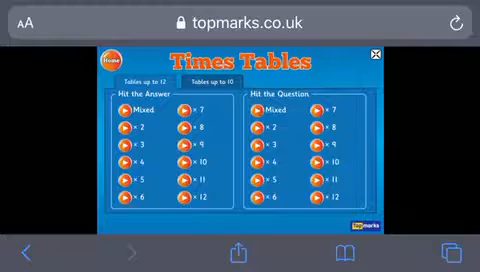 AA topmarks.co.uk
Home
Times Tables
Tables up to 12 Tables up to 10
Hit the Answer
Mixed × 7
× 2 × 8
× 3 × 9
× 4 × 10
× 5 × 11
× 6 × 12
Hit the Question
Mixed × 7
× 2 × 8
× 3 × 9
× 4 × 10
× 5 × 11
× 6 × 12
Topmarks